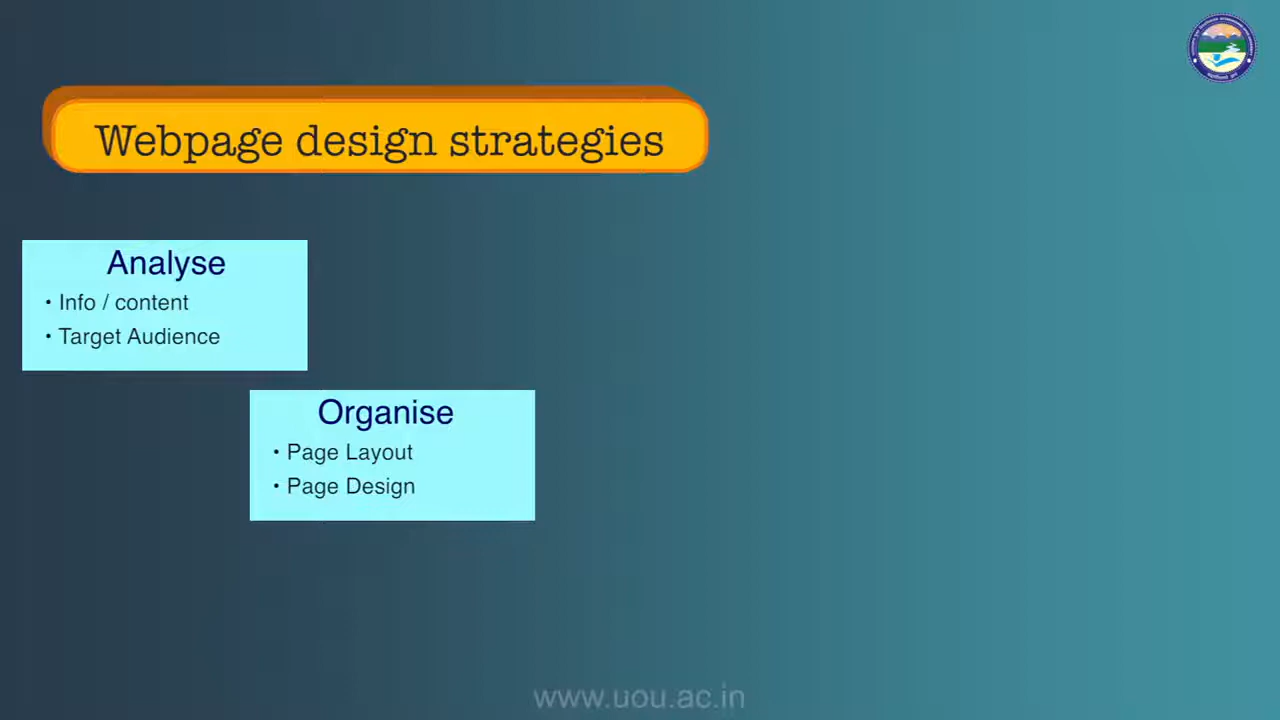 Webpage design strategies
Analyse
• Info / content
• Target Audience
Organise
• Page Layout
• Page Design
www.uou.ac.in